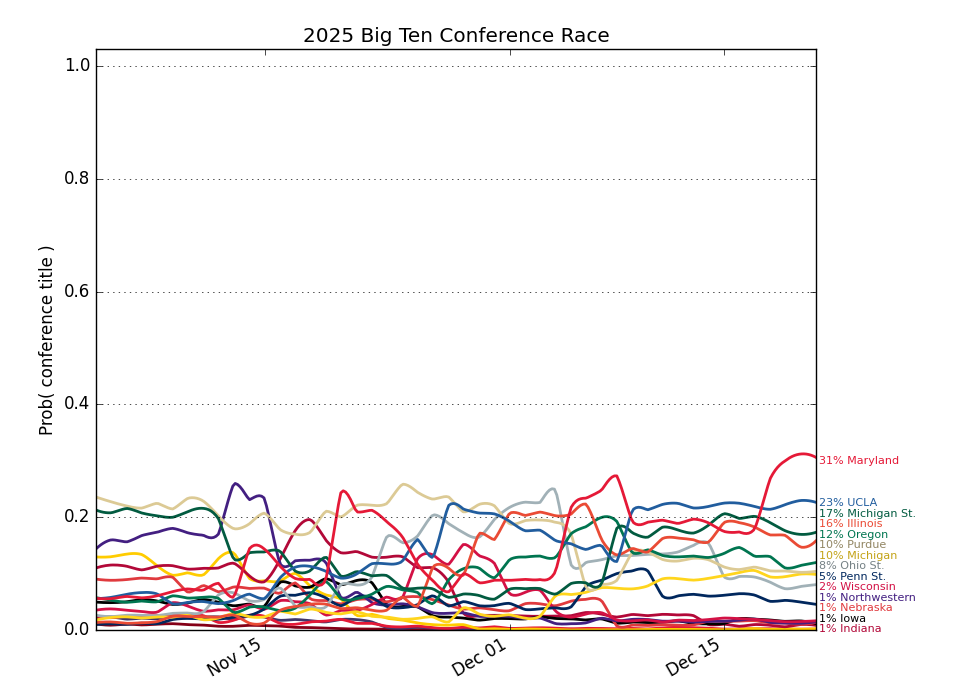 2025 Big Ten Conference Race
Prob( conference title )
1.0
0.8
0.6
0.4
0.2
0.0
Nov 15
Dec 01
Dec 15
31% Maryland
23% UCLA
17% Michigan St.
16% Illinois
12% Oregon
10% Purdue
10% Michigan
8% Ohio St.
5% Penn St.
2% Wisconsin
1% Northwestern
1% Nebraska
1% Iowa
1% Indiana